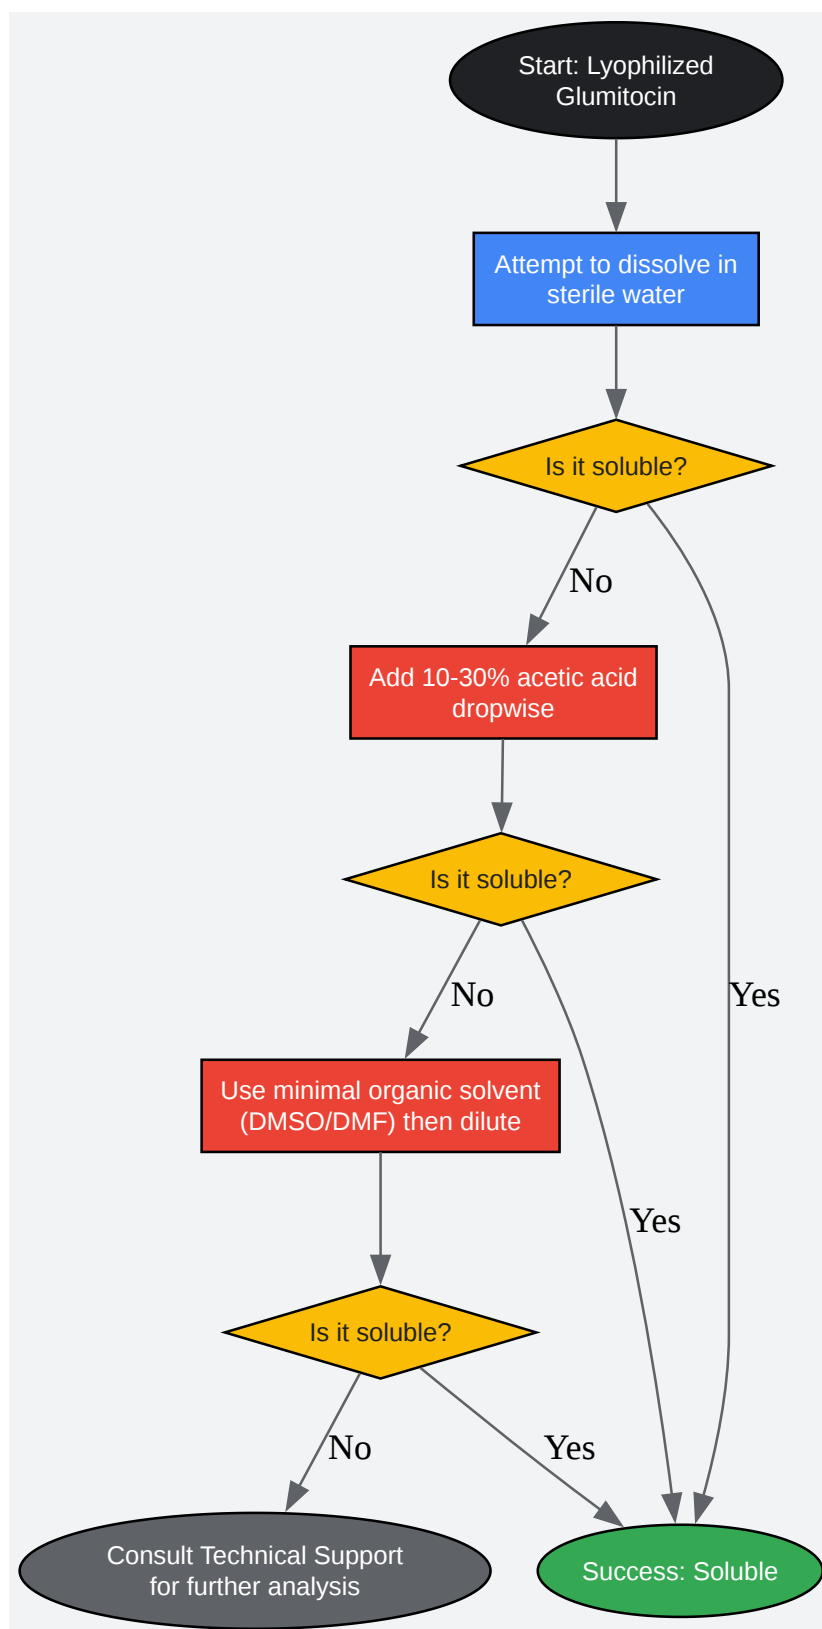 Start: Lyophilized
Glumitocin
Attempt to dissolve in
sterile water
Is it soluble?
No
Add 10-30% acetic acid
dropwise
Is it soluble?
No
Yes
Use minimal organic solvent
(DMSO/DMF) then dilute
Yes
Is it soluble?
No
Yes
Consult Technical Support
for further analysis
Success: Soluble